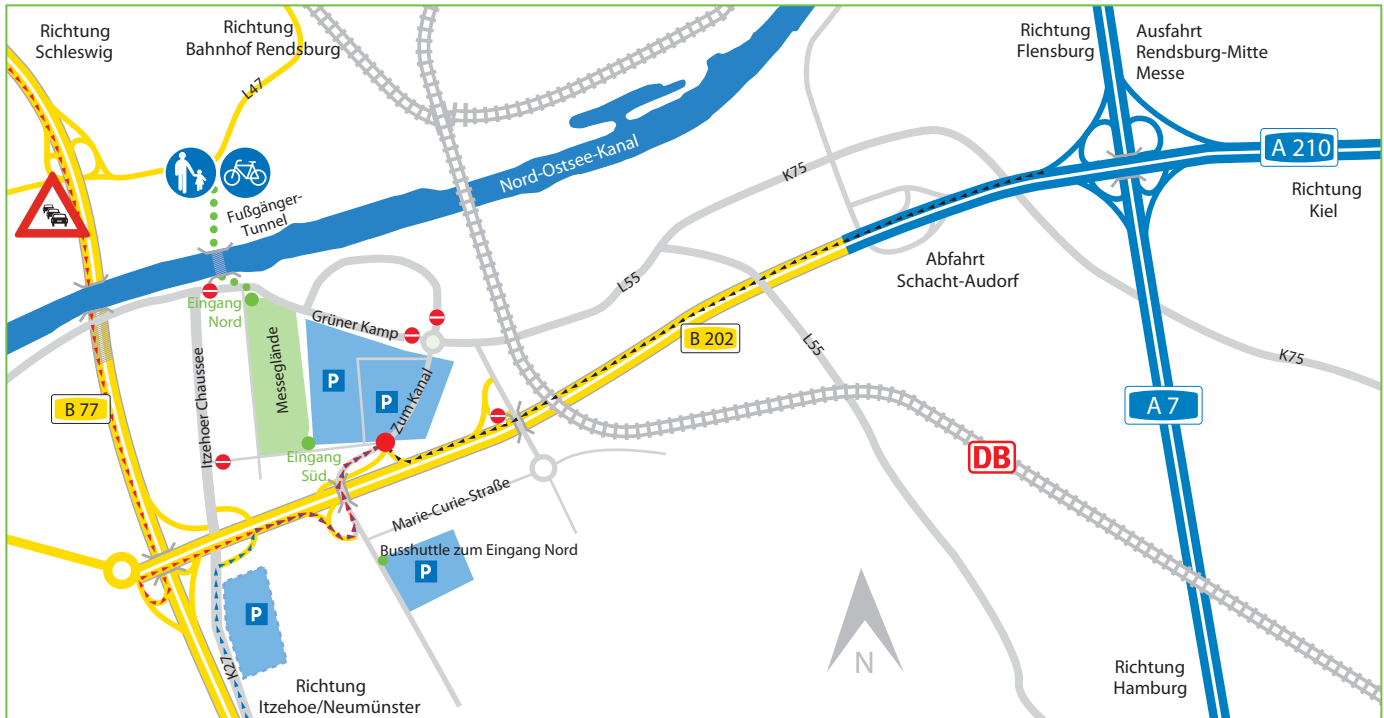 Richtung
Schleswig
Richtung
Bahnhof Rendsburg
Richtung
Flensburg
Ausfahrt
Rendsburg-Mitte
Messe
L47
Nord-Ostsee-Kanal
A 210
K75
Richtung
Kiel
Fußgänger-
Tunnel
Abfahrt
Schacht-Audorf
L55
Eingang
Nord
Grüner Kamp
B 202
L55
K75
Messeglände
P
P
Zum Kanal
B 77
A 7
Itzehoer Chaussee
Eingang
Süd
DB
Marie-Curie-Straße
Busshuttle zum Eingang Nord
P
P
K27
N
Richtung
Itzehoe/Neumünster
Richtung
Hamburg